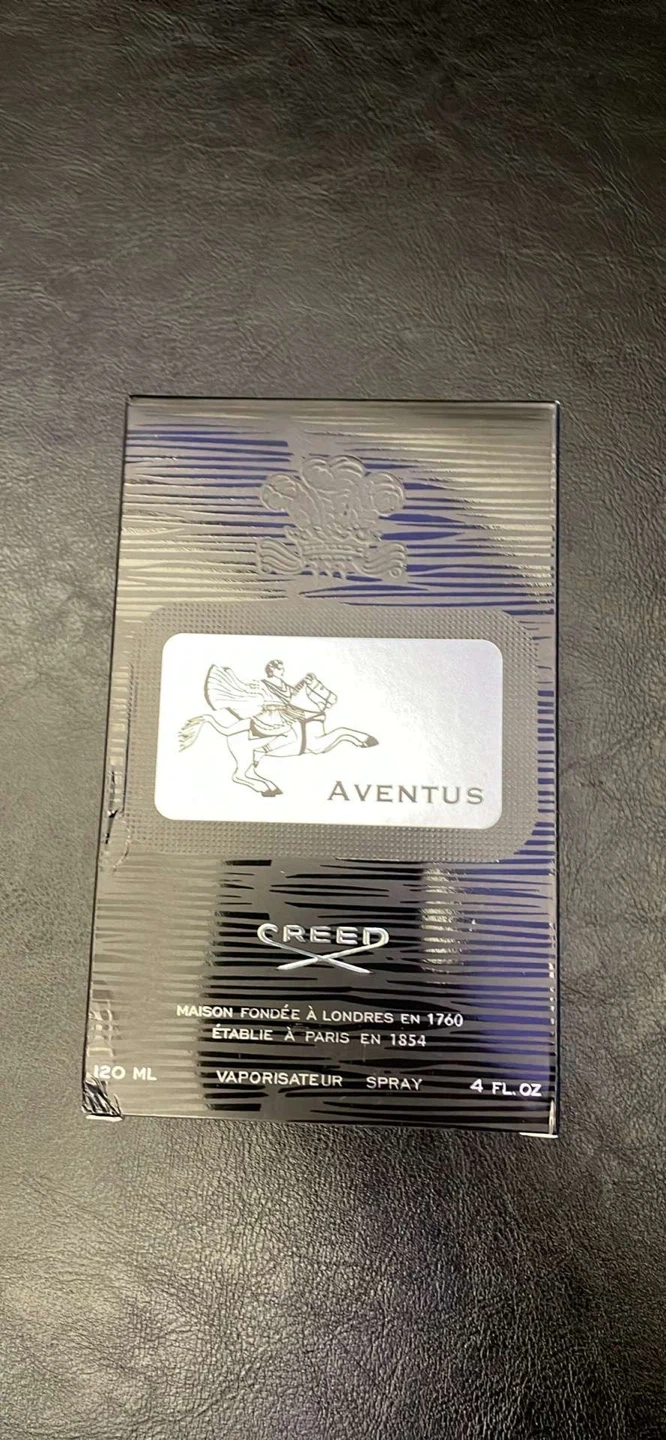 AVENTUS
CREED
MAISON FONDÉE À LONDRES EN 1760
ÉTABLIE À PARIS EN 1854
120 ML VAPORISATEUR SPRAY 4 FL.OZ